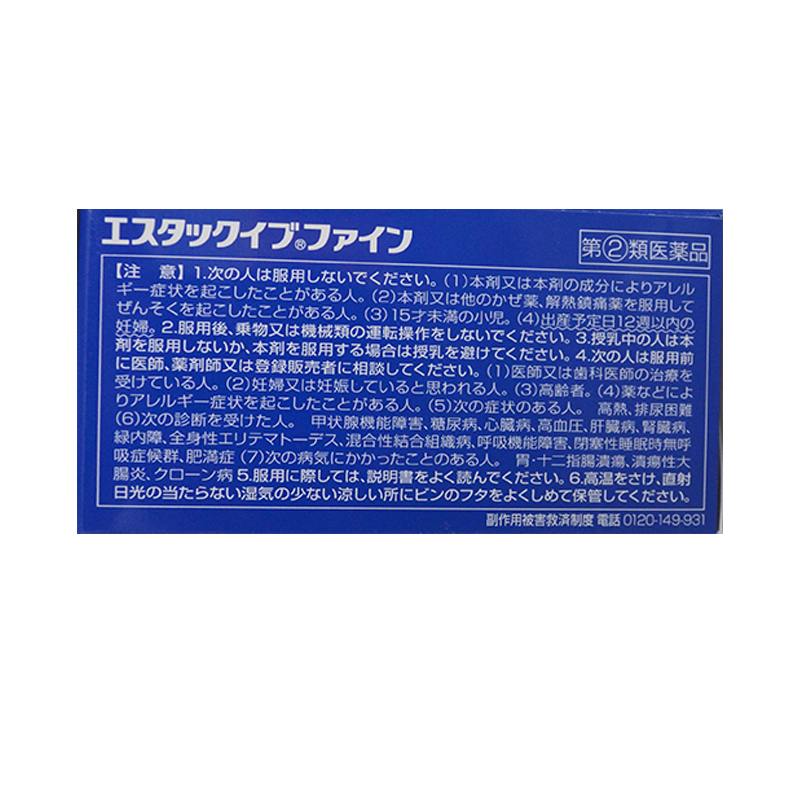 エスタックイブ®ファイン
指②類医薬品
【注 意】1.次の人は服用しないでください。(1)本剤又は本剤の成分によりアレル
ギー症状を起こしたことがある人。(2)本剤又は他のかぜ薬、解熱鎮痛薬を服用して
ぜんそくを起こしたことがある人。(3)15才未満の小児。(4)出産予定日12週以内の
妊婦。2.服用後、乗物又は機械類の運転操作をしないでください。3.授乳中の人は本
剤を服用しないか、本剤を服用する場合は授乳を避けてください。4.次の人は服用前
に医師、薬剤師又は登録販売者に相談してください。(1)医師又は歯科医師の治療を
受けている人。(2)妊婦又は妊娠していると思われる人。(3)高齢者。(4)薬などによ
りアレルギー症状を起こしたことがある人。(5)次の症状のある人。 高熱、排尿困難
(6)次の診断を受けた人。 甲状腺機能障害、糖尿病、心臓病、高血圧、肝臓病、腎臓病、
緑内障、全身性エリテマトーデス、混合性結合組織病、呼吸機能障害、閉塞性睡眠時無呼
吸症候群、肥満症 (7)次の病気にかかったことのある人。 胃・十二指腸潰瘍、潰瘍性大
腸炎、クローン病 5.服用に際しては、説明書をよく読んでください。6.高温をさけ、直射
日光の当たらない湿気の少ない涼しい所にビンのフタをよくしめて保管してください。
副作用被害救済制度 電話 0120-149-931